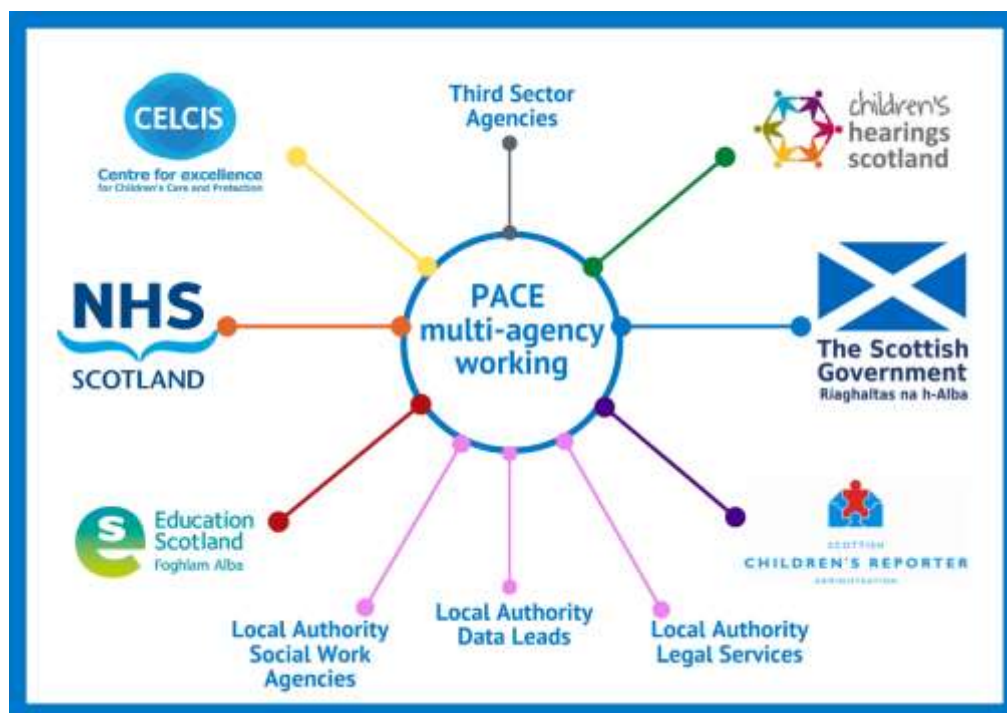 CELCIS
Centre for excellence
for Children's Care and Protection
Third Sector
Agencies
children's
hearings
scotland
NHS
SCOTLAND
PACE
multi-agency
working
The Scottish
Government
Riaghaltas na h-Alba
Education
Scotland
Foghlam Alba
SCOTTISH
CHILDREN'S REPORTER
ADMINISTRATION
Local Authority
Social Work
Agencies
Local Authority
Data Leads
Local Authority
Legal Services